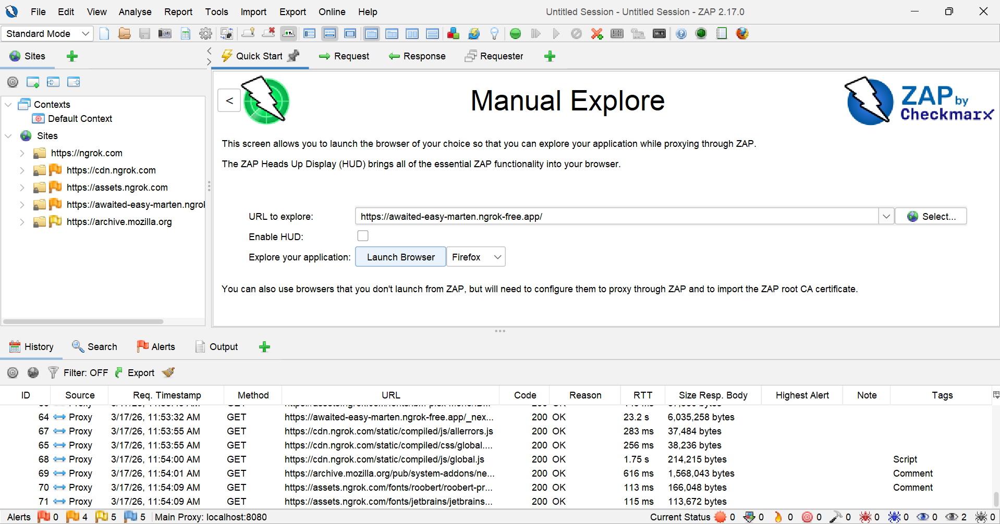 File Edit View Analyse Report Tools Import Export Online Help
Untitled Session - Untitled Session - ZAP 2.17.0
Standard Mode
Sites
Quick Start Request Response Requester
Contexts
Default Context
Sites
https://ngrok.com
https://cdn.ngrok.com
https://assets.ngrok.com
https://awaited-easy-marten.ngrok
https://archive.mozilla.org
<
Manual Explore
ZAP by
Checkmarx
This screen allows you to launch the browser of your choice so that you can explore your application while proxying through ZAP.
The ZAP Heads Up Display (HUD) brings all of the essential ZAP functionality into your browser.
URL to explore: https://awaited-easy-marten.ngrok-free.app/ Select...
Enable HUD:
Explore your application: Launch Browser Firefox
You can also use browsers that you don't launch from ZAP, but will need to configure them to proxy through ZAP and to import the ZAP root CA certificate.
History Search Alerts Output
Filter: OFF Export
ID Source Req. Timestamp Method URL Code Reason RTT Size Resp. Body Highest Alert Note Tags
64 Proxy 3/17/26, 11:53:32 AM GET https://awaited-easy-marten.ngrok-free.app/_nex... 200 OK 23.2 s 6,035,258 bytes
67 Proxy 3/17/26, 11:53:55 AM GET https://cdn.ngrok.com/static/compiled/js/allerrors.js 200 OK 283 ms 37,484 bytes
65 Proxy 3/17/26, 11:53:55 AM GET https://cdn.ngrok.com/static/compiled/css/global.... 200 OK 256 ms 38,236 bytes
68 Proxy 3/17/26, 11:54:00 AM GET https://cdn.ngrok.com/static/compiled/js/global.js 200 OK 1.75 s 214,215 bytes Script
69 Proxy 3/17/26, 11:54:01 AM GET https://archive.mozilla.org/pub/system-addons/ne... 200 OK 616 ms 1,568,043 bytes Comment
70 Proxy 3/17/26, 11:54:09 AM GET https://assets.ngrok.com/fonts/roobert/roobert-pr... 200 OK 113 ms 166,048 bytes Comment
71 Proxy 3/17/26, 11:54:09 AM GET https://assets.ngrok.com/fonts/jetbrains/jetbrains... 200 OK 115 ms 113,672 bytes
Alerts 0 4 5 5 Main Proxy: localhost:8080 Current Status 0 0 0 0 0 0 0 0 2 0